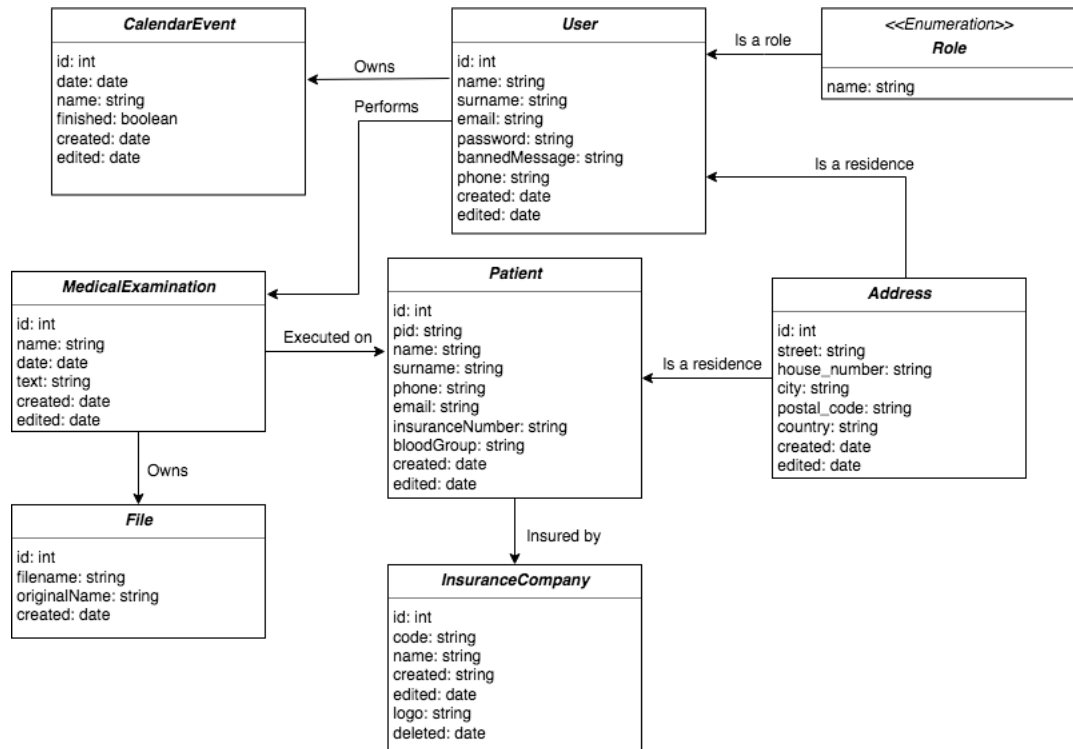 CalendarEvent
id: int
date: date
name: string
finished: boolean
created: date
edited: date
Owns
Performs
User
id: int
name: string
surname: string
email: string
password: string
bannedMessage: string
phone: string
created: date
edited: date
Is a role
<<Enumeration>>
Role
name: string
Is a residence
MedicalExamination
id: int
name: string
date: date
text: string
created: date
edited: date
Executed on
Patient
id: int
pid: string
name: string
surname: string
phone: string
email: string
insuranceNumber: string
bloodGroup: string
created: date
edited: date
Is a residence
Address
id: int
street: string
house_number: string
city: string
postal_code: string
country: string
created: date
edited: date
Owns
File
id: int
filename: string
originalName: string
created: date
Insured by
InsuranceCompany
id: int
code: string
name: string
created: string
edited: date
logo: string
deleted: date